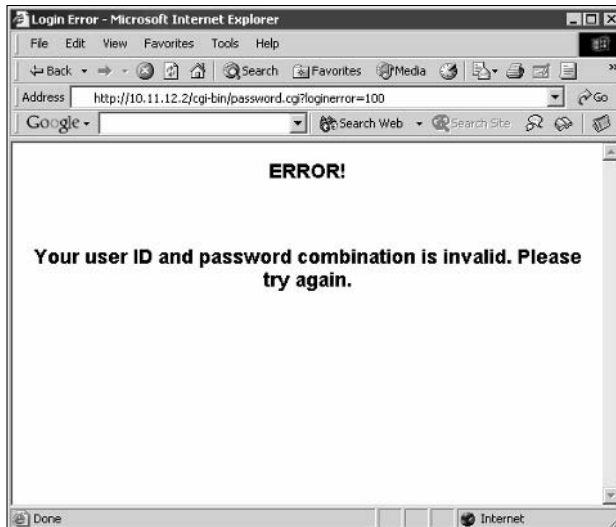 Login Error - Microsoft Internet Explorer
File Edit View Favorites Tools Help
Back Search Favorites Media »
Address http://10.11.12.2/cgi-bin/password.cgi?loginerror=100 Go
Google Search Web Search Site
ERROR!
Your user ID and password combination is invalid. Please
try again.
Done Internet